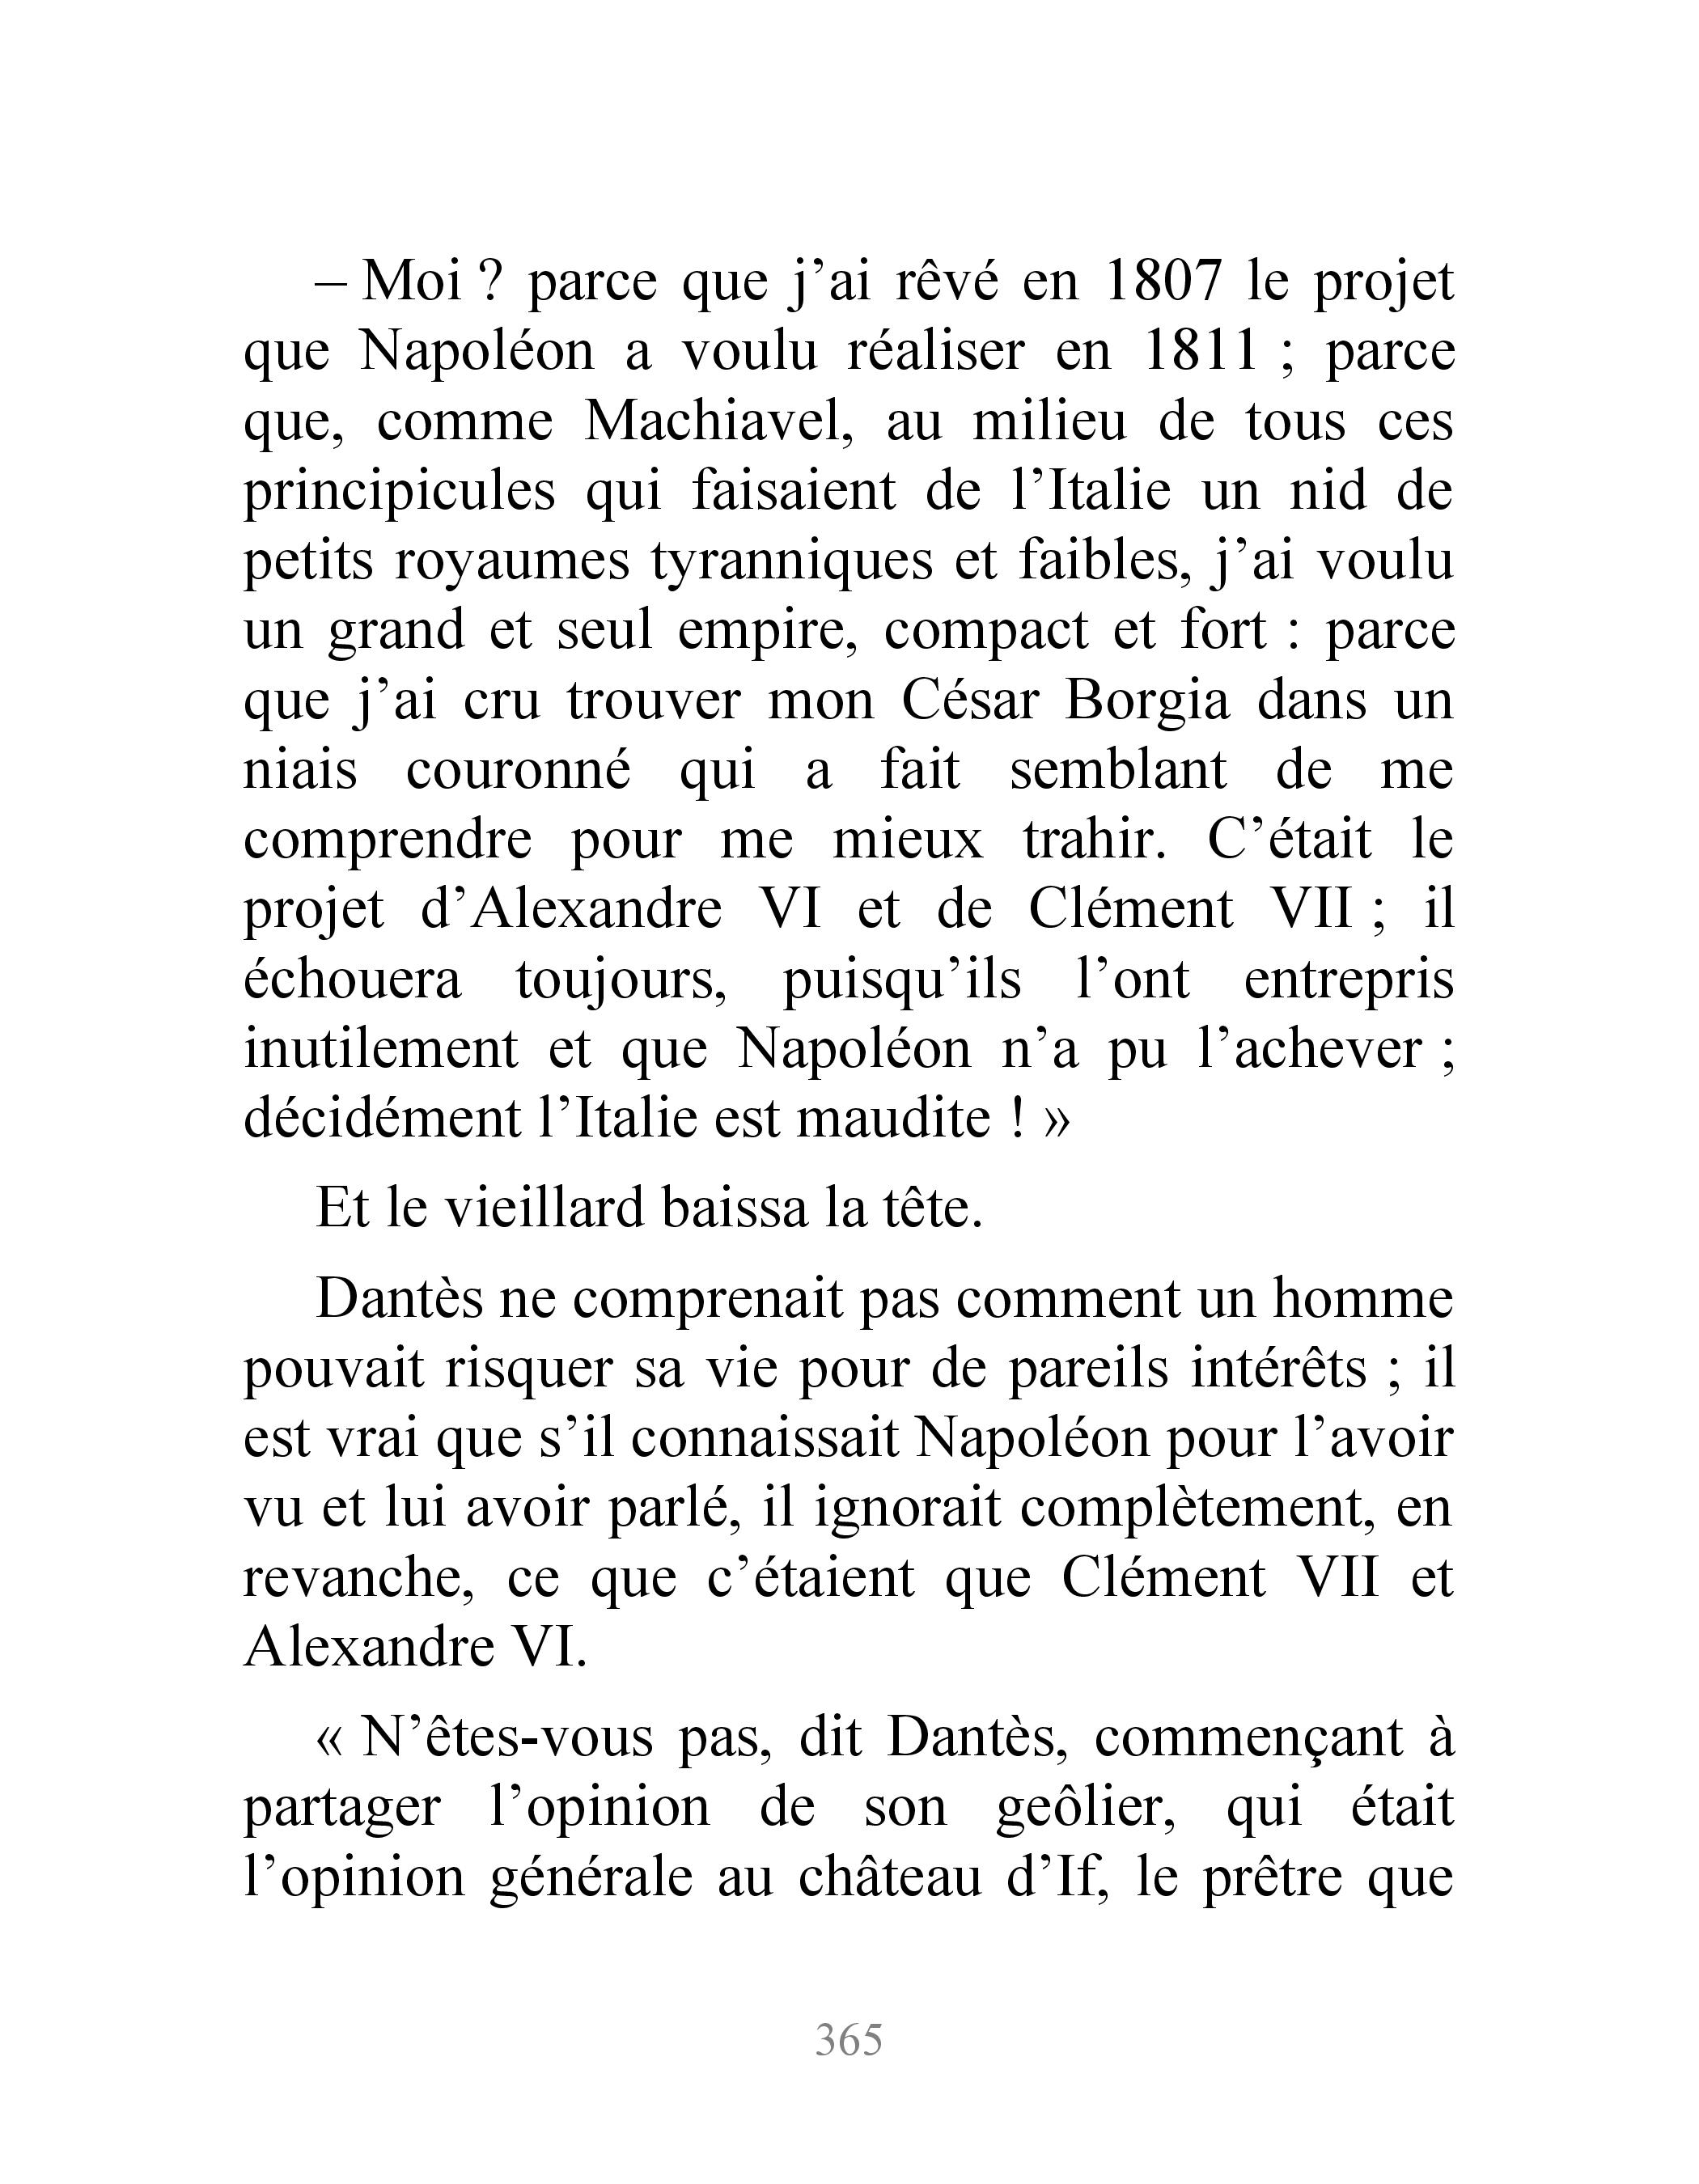 – Moi ? parce que j’ai rêvé en 1807 le projet
que Napoléon a voulu réaliser en 1811 ; parce
que, comme Machiavel, au milieu de tous ces
principicules qui faisaient de l’Italie un nid de
petits royaumes tyranniques et faibles, j’ai voulu
un grand et seul empire, compact et fort : parce
que j’ai cru trouver mon César Borgia dans un
niais couronné qui a fait semblant de me
comprendre pour me mieux trahir. C’était le
projet d’Alexandre VI et de Clément VII ; il
échouera toujours, puisqu’ils l’ont entrepris
inutilement et que Napoléon n’a pu l’achever ;
décidément l’Italie est maudite ! »
Et le vieillard baissa la tête.
Dantès ne comprenait pas comment un homme
pouvait risquer sa vie pour de pareils intérêts ; il
est vrai que s’il connaissait Napoléon pour l’avoir
vu et lui avoir parlé, il ignorait complètement, en
revanche, ce que c’étaient que Clément VII et
Alexandre VI.
« N’êtes-vous pas, dit Dantès, commençant à
partager l’opinion de son geôlier, qui était
l’opinion générale au château d’If, le prêtre que
365